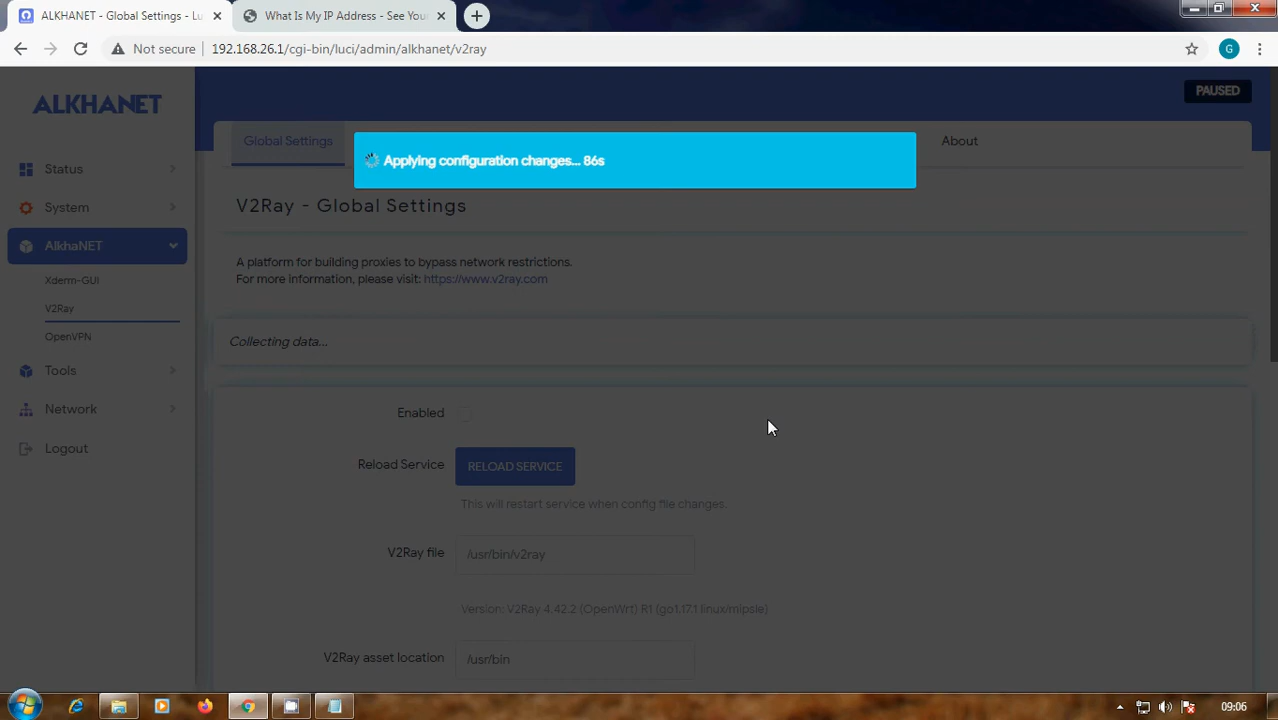 ALKHANET - Global Settings - Lu
What Is My IP Address - See You
Not secure
192.168.26.1/cgi-bin/luci/admin/alkhanet/v2ray
G
ALKHANET
PAUSED
Status
System
AlkhaNET
Xderm-GUI
V2Ray
OpenVPN
Tools
Network
Logout
Global Settings
About
Applying configuration changes... 86s
V2Ray - Global Settings
A platform for building proxies to bypass network restrictions.
For more information, please visit: https://www.v2ray.com
Collecting data...
Enabled
Reload Service
RELOAD SERVICE
This will restart service when config file changes.
V2Ray file
/usr/bin/v2ray
Version: V2Ray 4.42.2 (OpenWrt) R1 (go1.17.1 linux/mipsle)
V2Ray asset location
/usr/bin
09:06